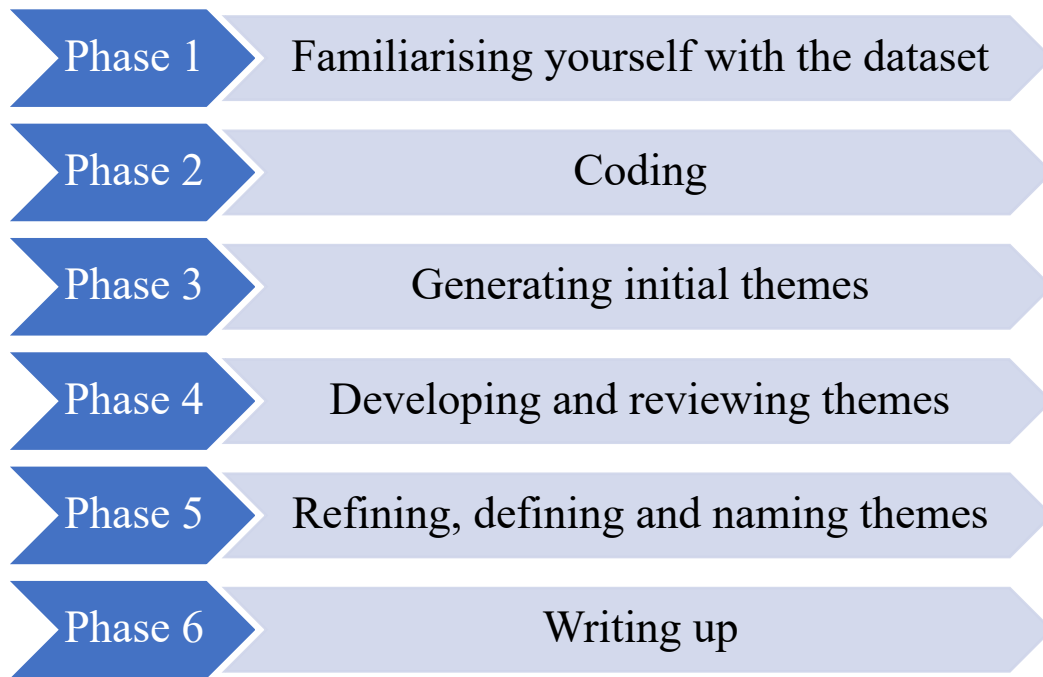 Phase 1 Familiarising yourself with the dataset
Phase 2 Coding
Phase 3 Generating initial themes
Phase 4 Developing and reviewing themes
Phase 5 Refining, defining and naming themes
Phase 6 Writing up